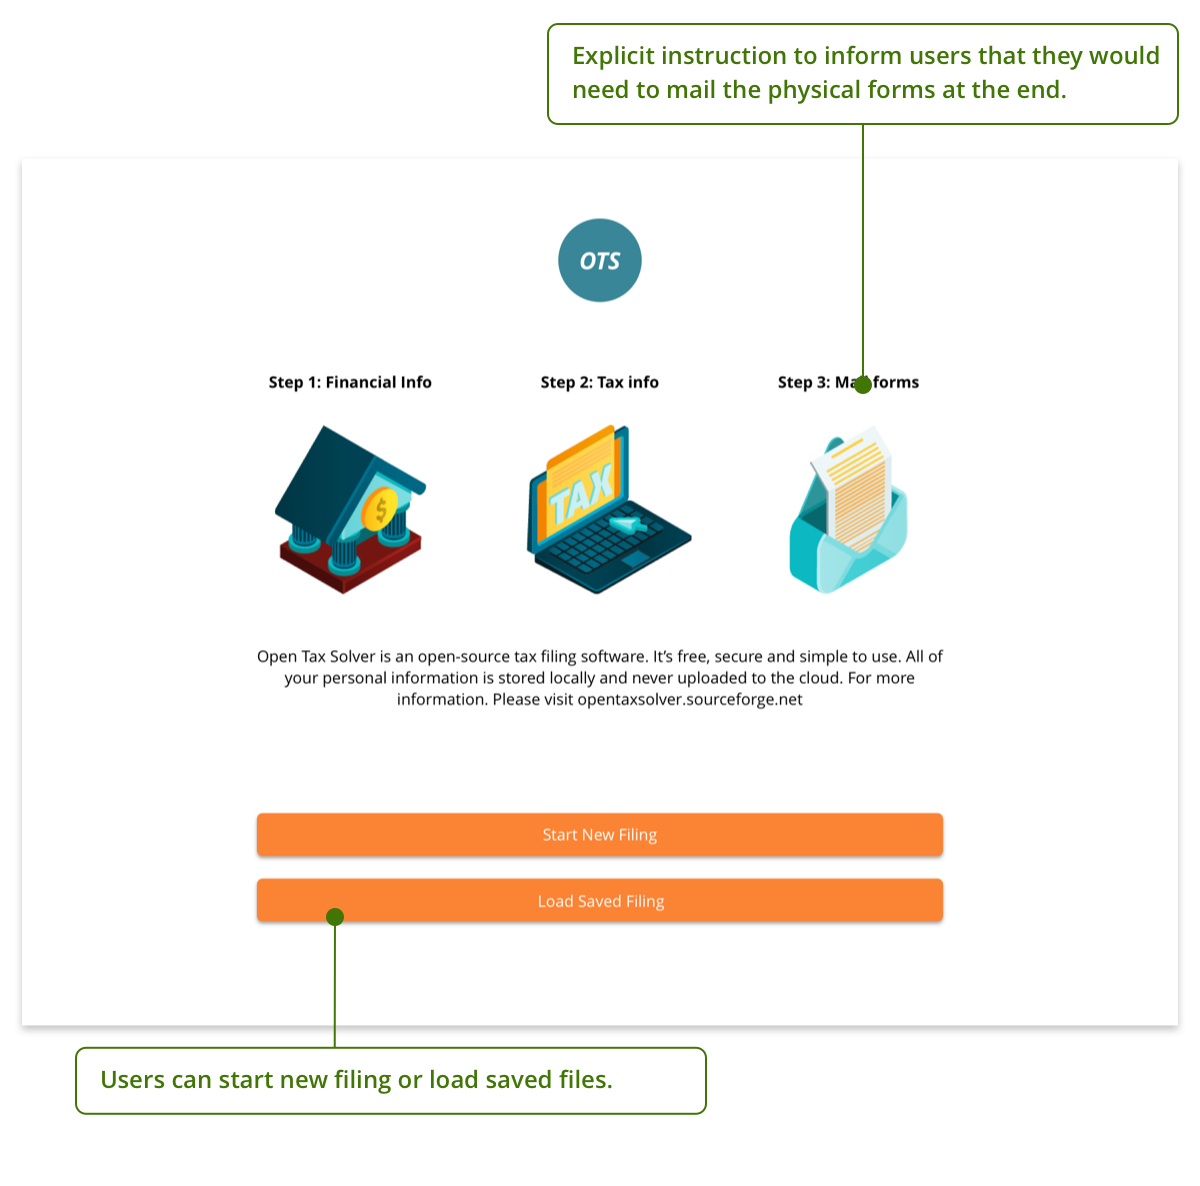 Explicit instruction to inform users that they would
need to mail the physical forms at the end.
OTS
Step 1: Financial Info
Step 2: Tax info
Step 3: Mail forms
$
TAX
Open Tax Solver is an open-source tax filing software. It’s free, secure and simple to use. All of
your personal information is stored locally and never uploaded to the cloud. For more
information. Please visit opentaxsolver.sourceforge.net
Start New Filing
Load Saved Filing
Users can start new filing or load saved files.